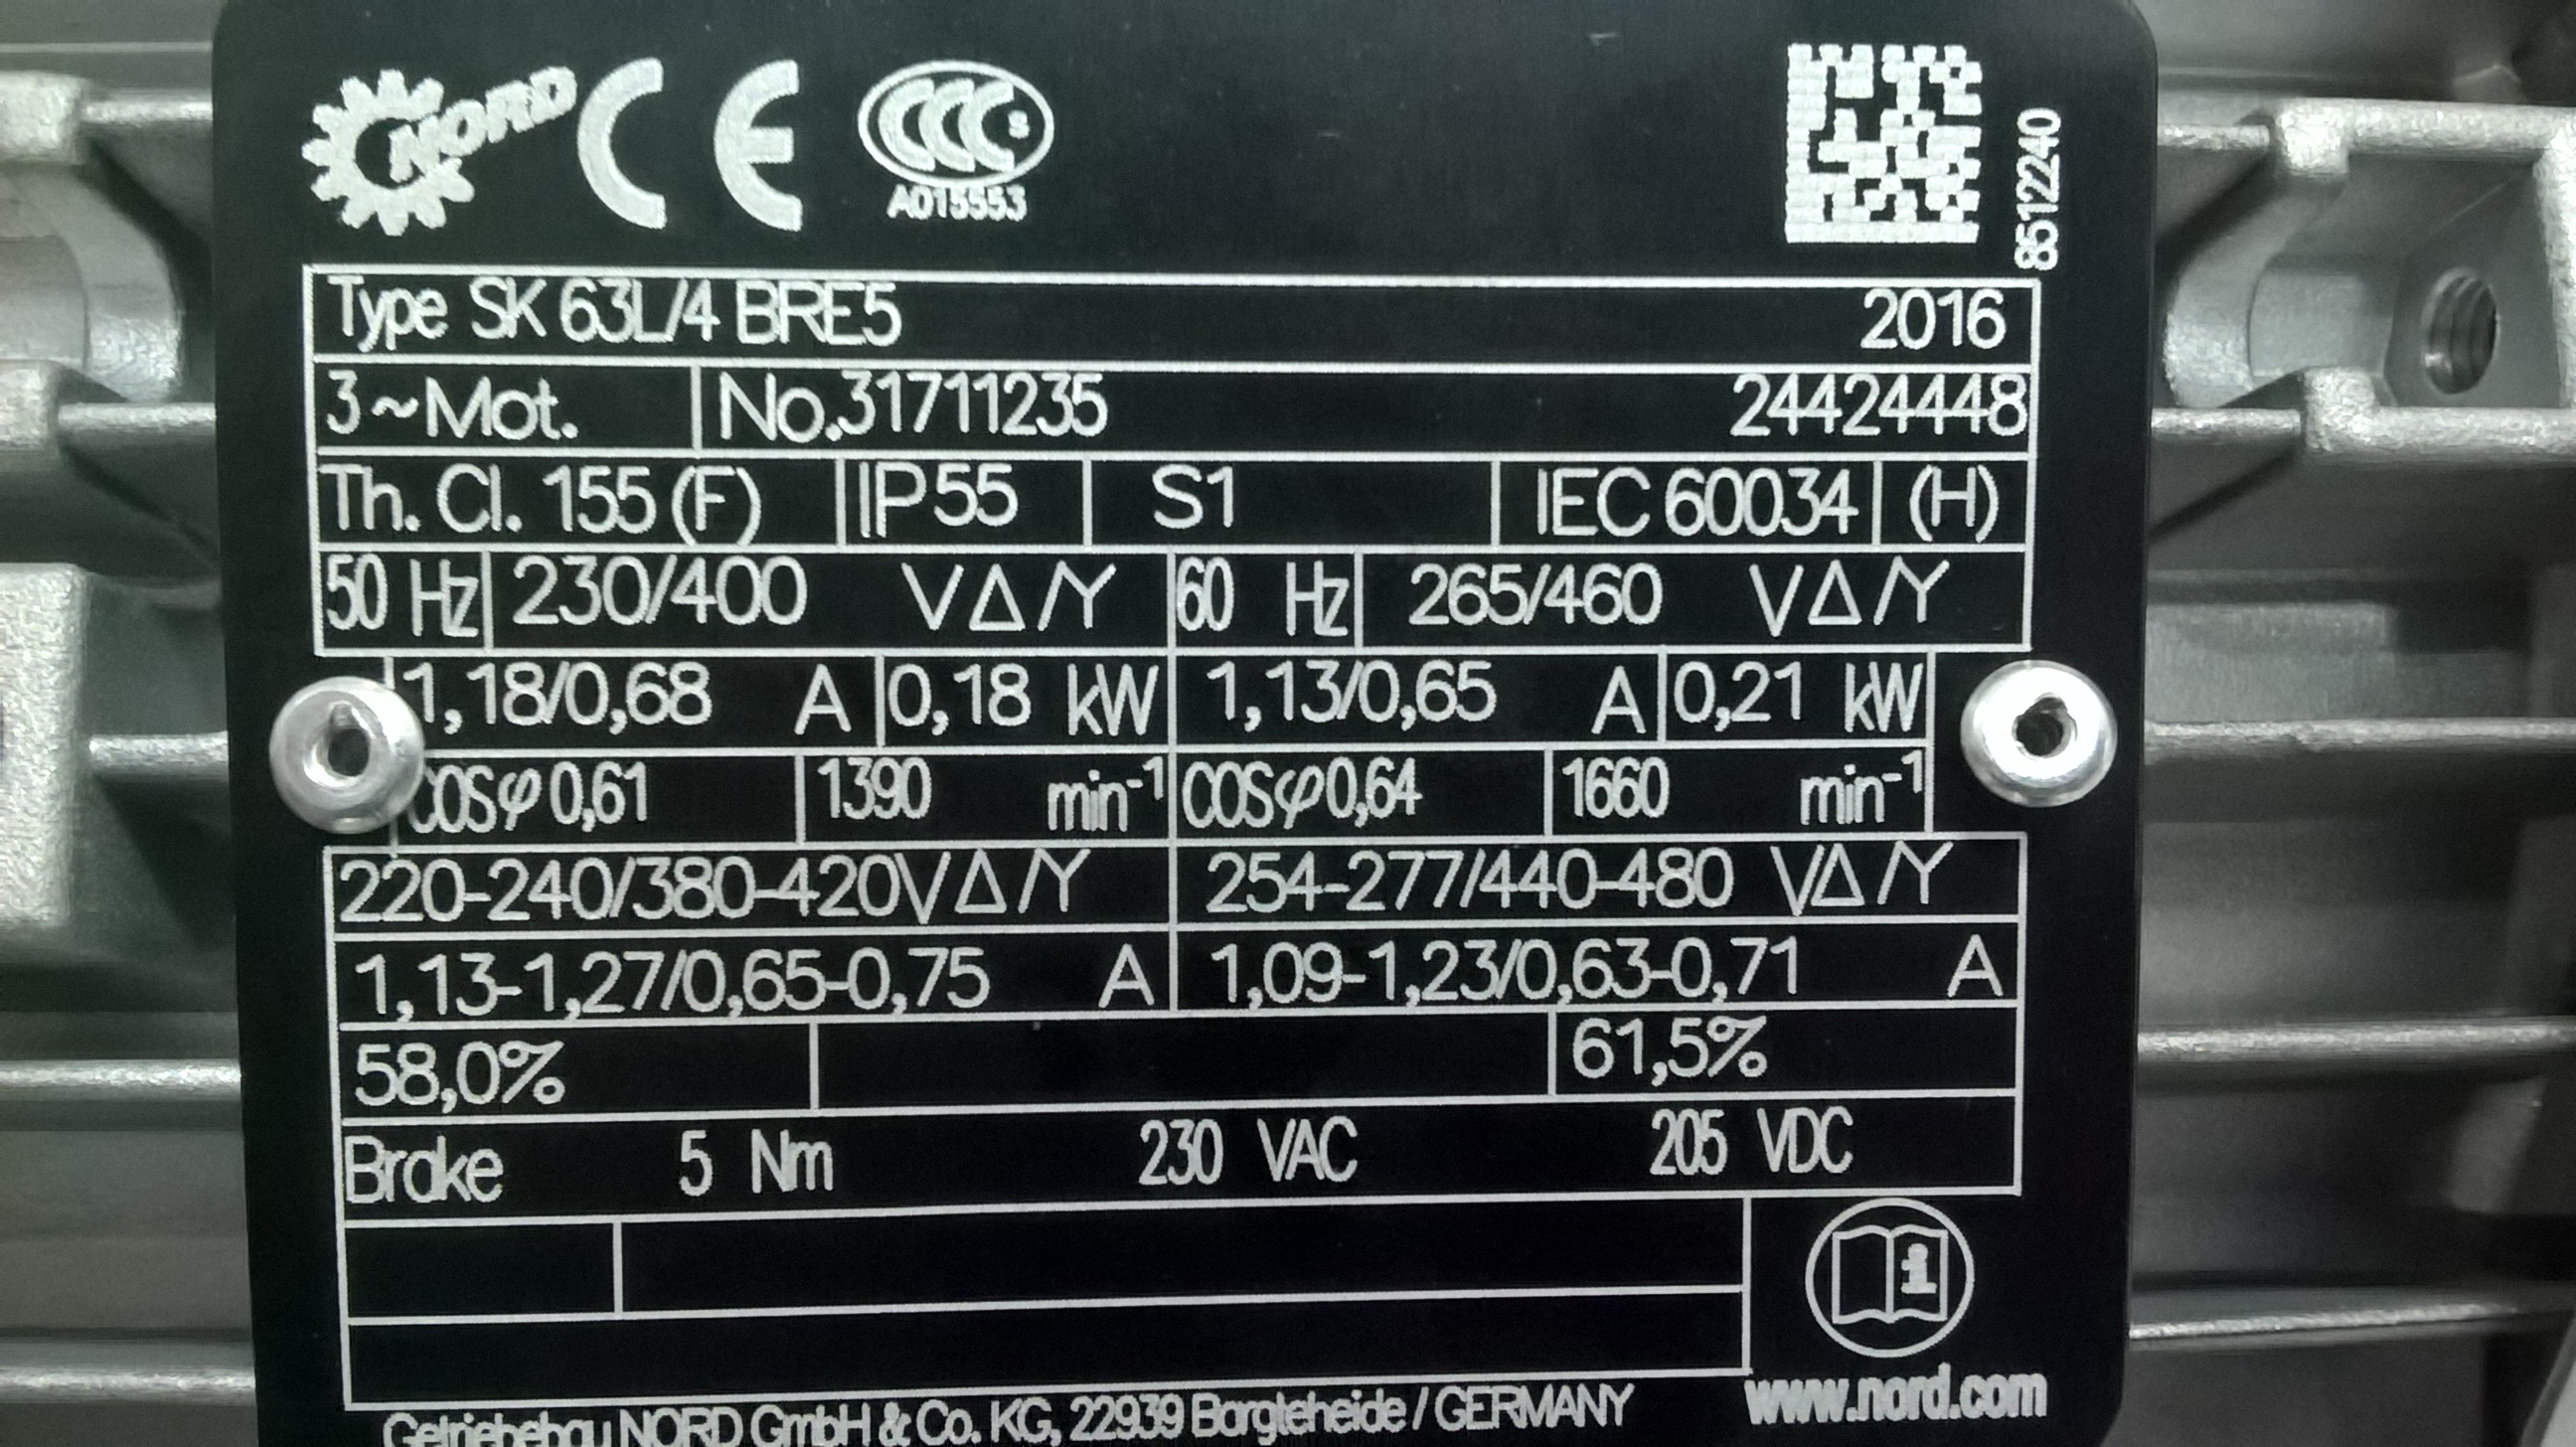 NORD CE CCC S
A015553
85122240
Type SK 63L/4 BRE5 2016
3~Mot. No.31711235 24424448
Th. Cl. 155 (F) IP55 S1 IEC 60034 (H)
50 Hz 230/400 VΔ/Y 60 Hz 265/460 VΔ/Y
1,18/0,68 A 0,18 kW 1,13/0,65 A 0,21 kW
COSφ 0,61 1390 min⁻¹ COSφ 0,64 1660 min⁻¹
220-240/380-420VΔ/Y 254-277/440-480 VΔ/Y
1,13-1,27/0,65-0,75 A 1,09-1,23/0,63-0,71 A
58,0% 61,5%
Brake 5 Nm 230 VAC 205 VDC
i
www.nord.com
Getriebebau NORD GmbH & Co. KG, 22939 Bargteheide / GERMANY